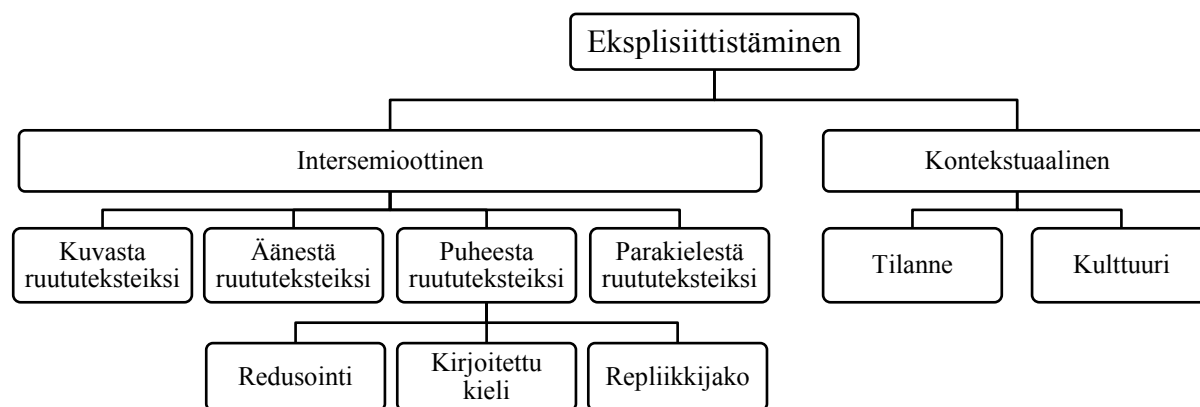 Eksplisiittistäminen
Intersemioottinen
Kontekstuaalinen
Kuvasta
ruututeksteiksi
Äänestä
ruututeksteiksi
Puheesta
ruututeksteiksi
Parakielestä
ruututeksteiksi
Tilanne
Kulttuuri
Redusointi
Kirjoitettu
kieli
Repliikkijako